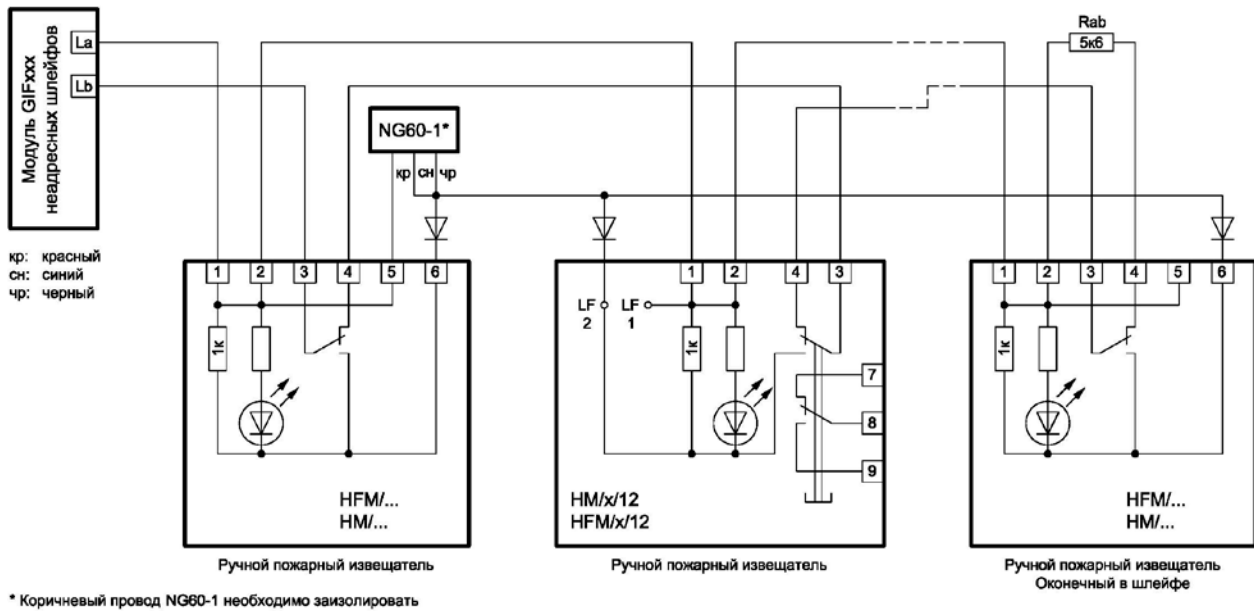 Модуль GIFxxx
неадресных шлейфов
La
Lb
Rab
5к6
NG60-1*
кр сн чр
кр: красный
сн: синий
чр: черный
1 2 3 4 5 6
1 2 4 3
1 2 3 4 5 6
LF LF
2 1
1к
1к
1к
7
8
9
HFM/...
HM/...
HM/x/12
HFM/x/12
HFM/...
HM/...
Ручной пожарный извещатель
Ручной пожарный извещатель
Ручной пожарный извещатель
Оконечный в шлейфе
* Коричневый провод NG60-1 необходимо заизолировать